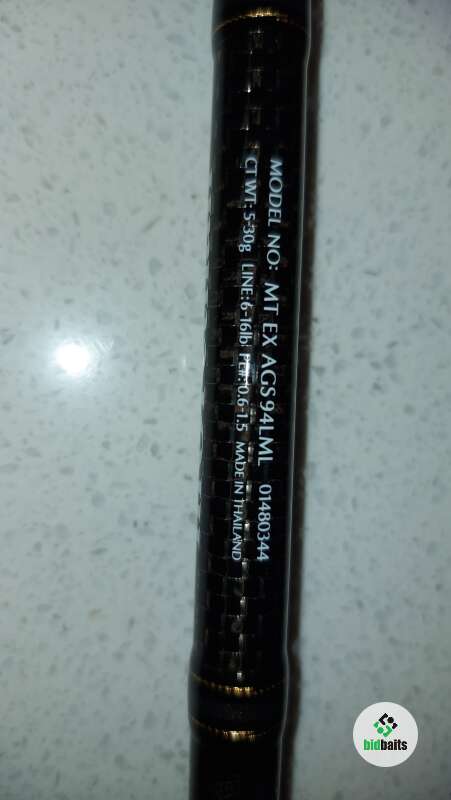 MODEL NO: MT EX AGS94LML 01480344
CT WT: 5-30g LINE: 6-16lb PE#: 0.6-1.5 MADE IN THAILAND
bidbaits